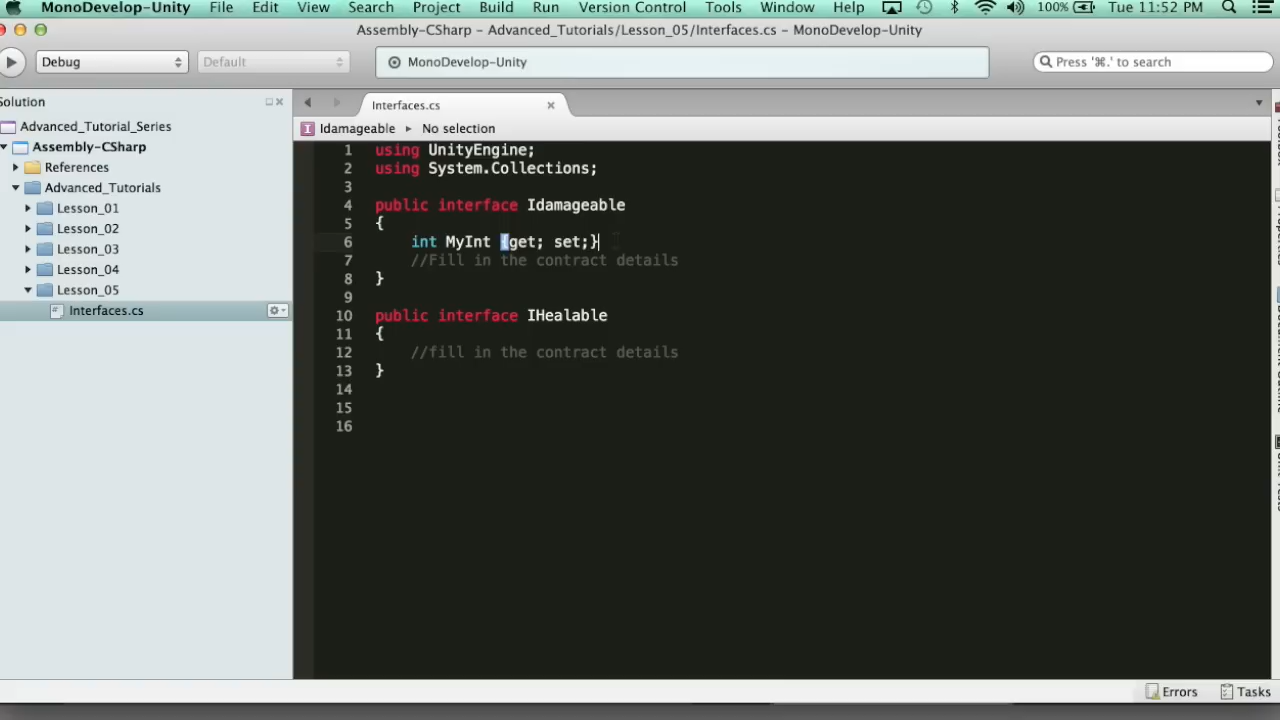 MonoDevelop-Unity File Edit View Search Project Build Run Version Control Tools Window Help 100% Tue 11:52 PM
Assembly-CSharp - Advanced_Tutorials/Lesson_05/Interfaces.cs - MonoDevelop-Unity
Debug Default MonoDevelop-Unity Press '⌘.' to search
Solution
Interfaces.cs
Advanced_Tutorial_Series
Idamageable ▸ No selection
Assembly-CSharp
References
Advanced_Tutorials
Lesson_01
Lesson_02
Lesson_03
Lesson_04
Lesson_05
Interfaces.cs
1 using UnityEngine;
2 using System.Collections;
3
4 public interface Idamageable
5 {
6 int MyInt {get; set;}
7 //Fill in the contract details
8 }
9
10 public interface IHealable
11 {
12 //fill in the contract details
13 }
14
15
16
Errors Tasks